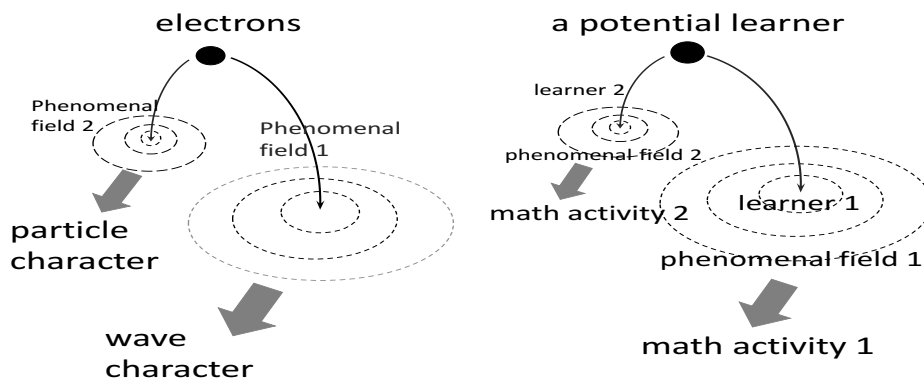 electrons
Phenomenal
field 2
Phenomenal
field 1
particle
character
wave
character
a potential learner
learner 2
phenomenal field 2
math activity 2
learner 1
phenomenal field 1
math activity 1